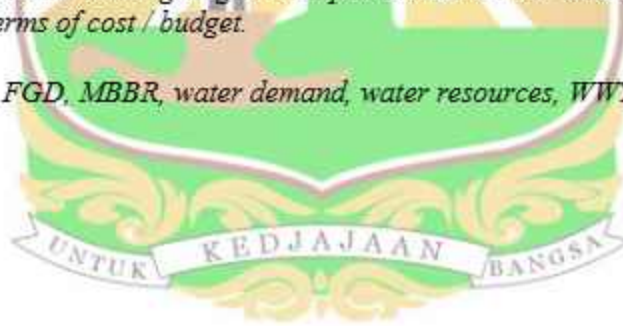 erms of cost / budget.
FGD, MBBR, water demand, water resources,
UNTUK KEDJAJAAN BANGSA